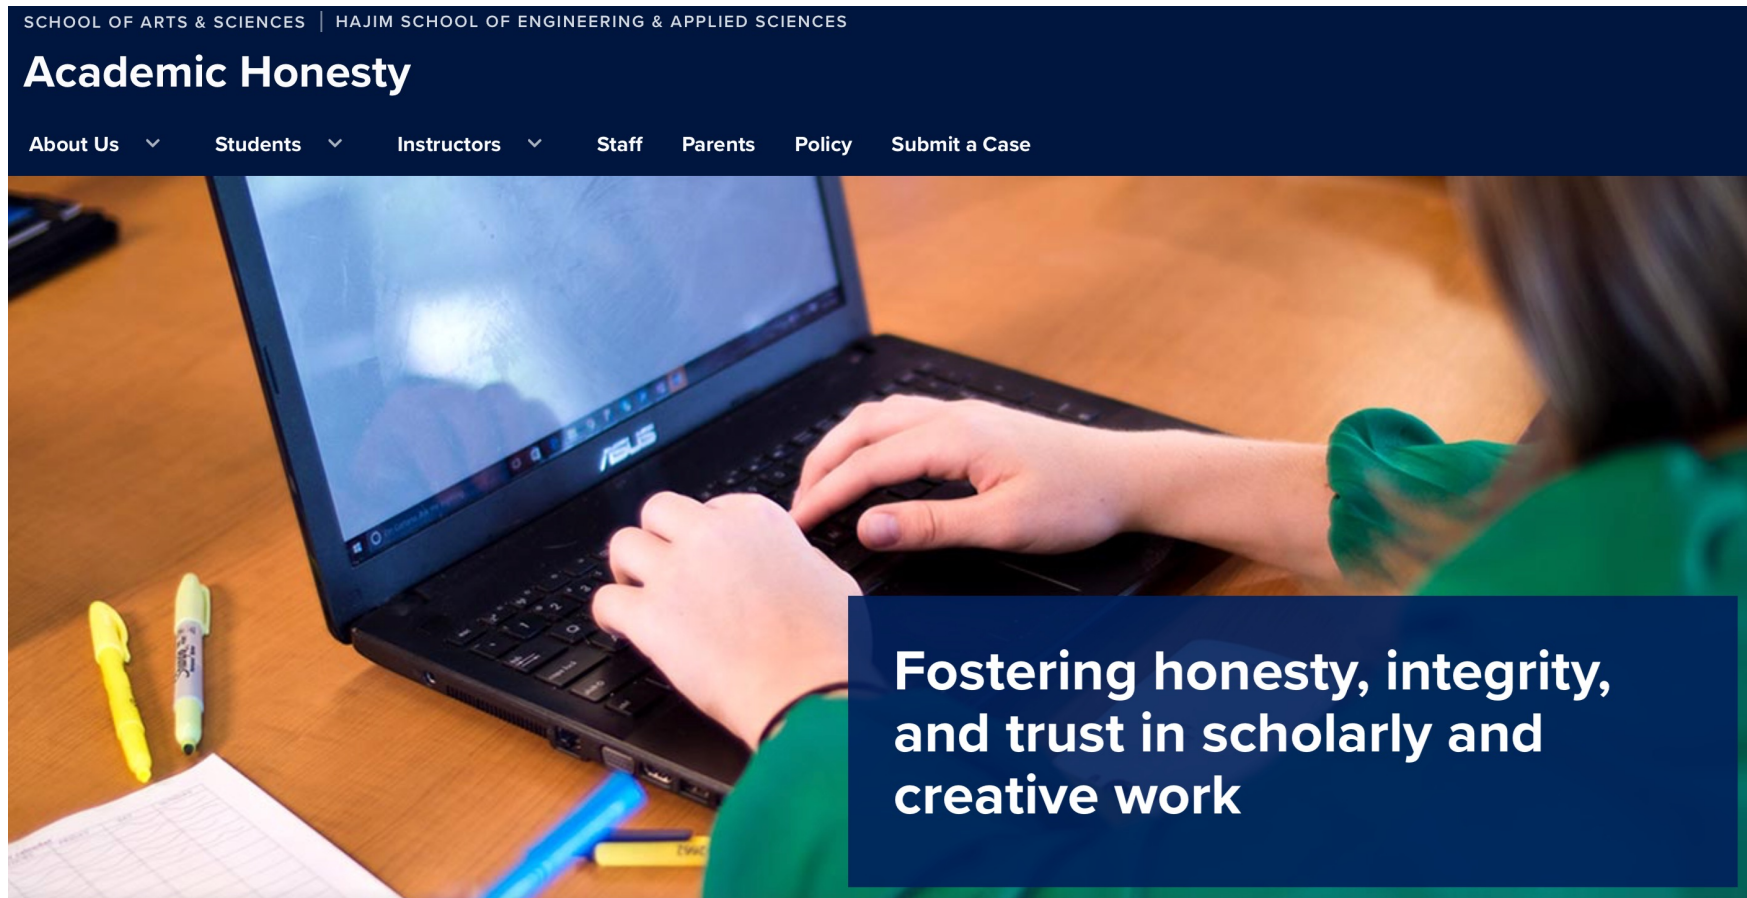 SCHOOL OF ARTS & SCIENCES | HAJIM SCHOOL OF ENGINEERING & APPLIED SCIENCES
Academic Honesty
About Us Students Instructors Staff Parents Policy Submit a Case
ASUS
Fostering honesty, integrity,
and trust in scholarly and
creative work